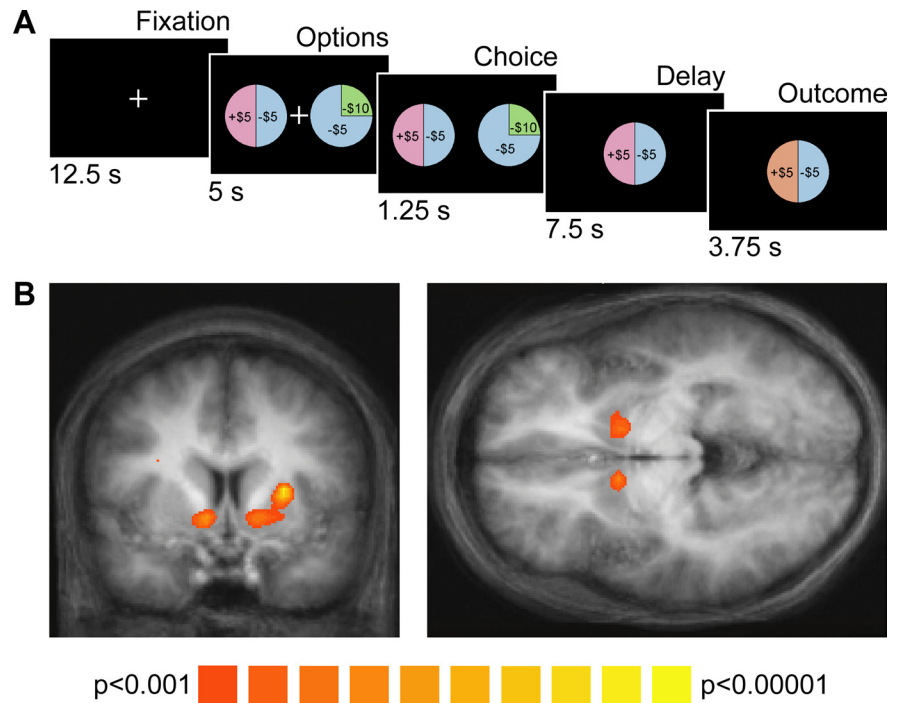 A
Fixation
Options
Choice
Delay
Outcome
+
+$5 -$5 + -$10 -$5
+$5 -$5 -$10 -$5
+$5 -$5
+$5 -$5
12.5 s
5 s
1.25 s
7.5 s
3.75 s
B
p<0.001 p<0.00001